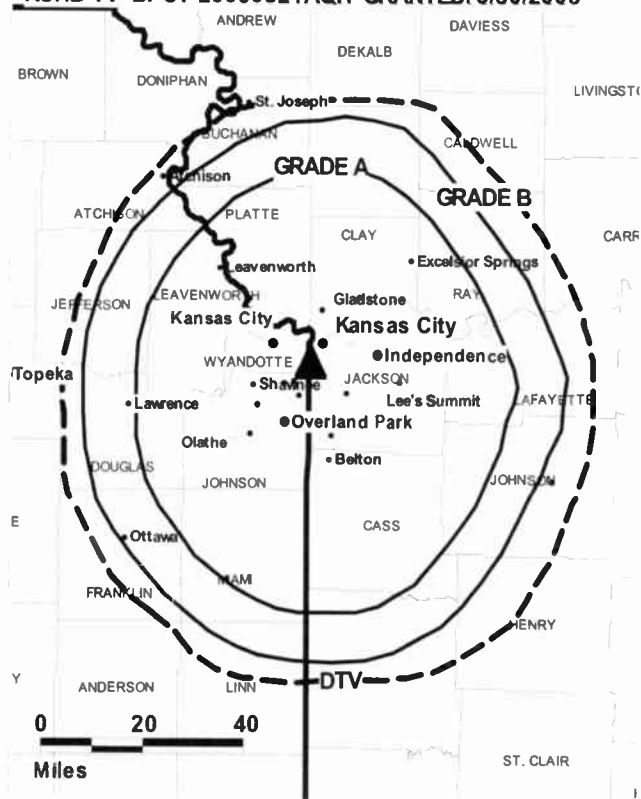 ANDREW
DAVIESS
DEKALB
BROWN
DONIPHAN
LIVINGST
St. Joseph
BUCHANAN
CALDWELL
GRADE A
Atchison
GRADE B
ATCHISON
PLATTE
CLAY
CARR
Leavenworth
Excelsior Springs
LEAVENWORTH
RAY
JEFFERSON
Gladstone
Kansas City
Kansas City
WYANDOTTE
Independence
Topeka
Shawnee
JACKSON
Lee's Summit
Lawrence
LAFAYETTE
Overland Park
Olathe
Belton
DOUGLAS
JOHNSON
JOHNSON
E
CASS
Ottawa
MIAMI
FRANKLIN
HENRY
Y
ANDERSON
LINN
DTV
0 20 40
Miles
ST. CLAIR